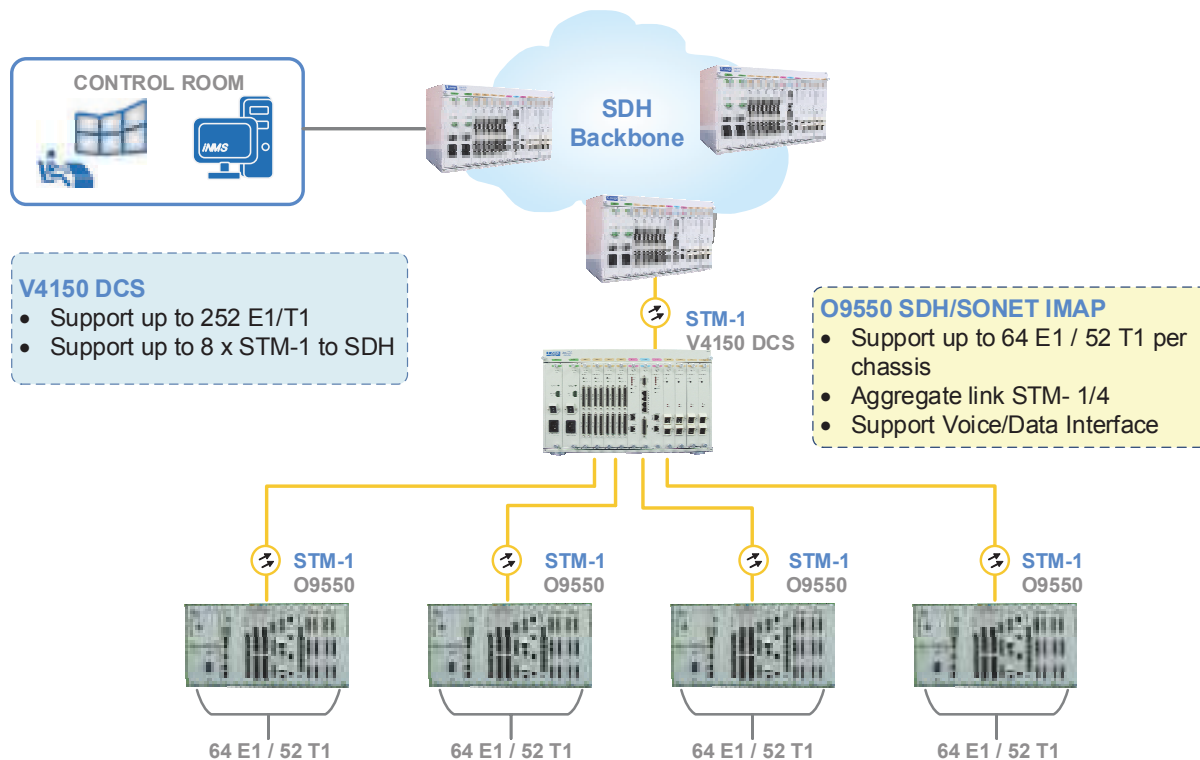 CONTROL ROOM
INMS
SDH
Backbone
V4150 DCS
• Support up to 252 E1/T1
• Support up to 8 x STM-1 to SDH
STM-1
V4150 DCS
O9550 SDH/SONET IMAP
• Support up to 64 E1 / 52 T1 per
chassis
• Aggregate link STM- 1/4
• Support Voice/Data Interface
STM-1
O9550
STM-1
O9550
STM-1
O9550
STM-1
O9550
64 E1 / 52 T1
64 E1 / 52 T1
64 E1 / 52 T1
64 E1 / 52 T1